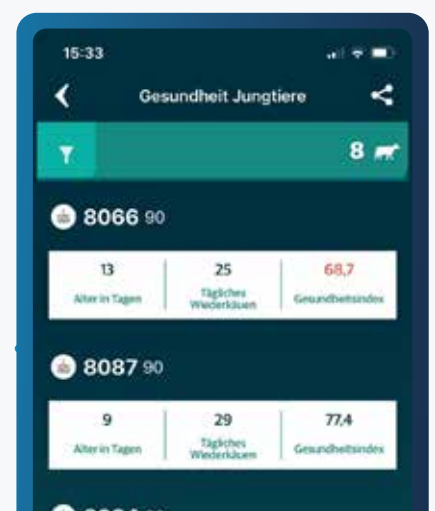 15:33
Gesundheit Jungtiere
8
8066 90
13 25 68,7
Alter in Tagen Tägliches Wiederkäuen Gesundheitsindex
8087 90
9 29 77,4
Alter in Tagen Tägliches Wiederkäuen Gesundheitsindex